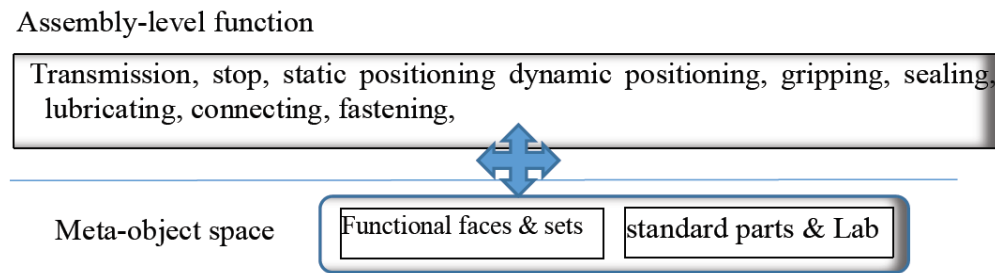 Assembly-level function
Transmission, stop, static positioning dynamic positioning, gripping, sealing,
lubricating, connecting, fastening,
Meta-object space
Functional faces & sets
standard parts & Lab